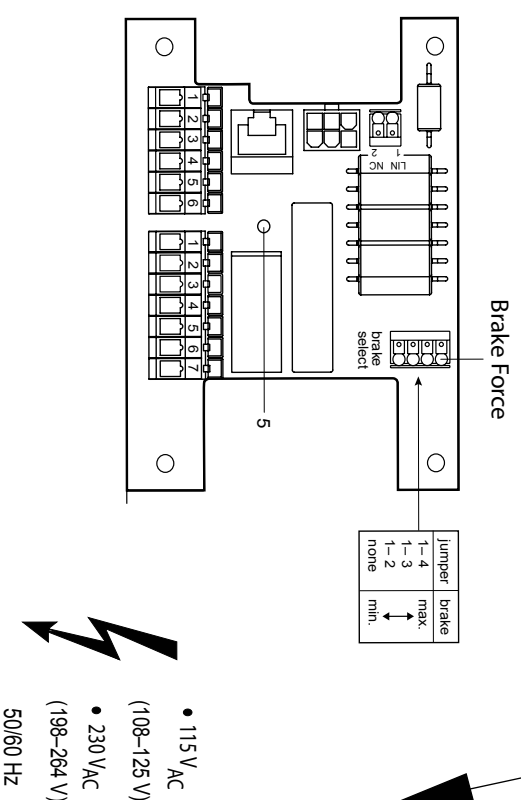 Brake Force
LIN NC
1
2
brake
select
1
2
3
4
5
6
1
2
3
4
5
6
7
5
jumper brake
1– 4 max.
1– 3
1– 2
none min.
• 115 VAC
(108–125 V)
• 230 VAC
(198–264 V)
50/60 Hz